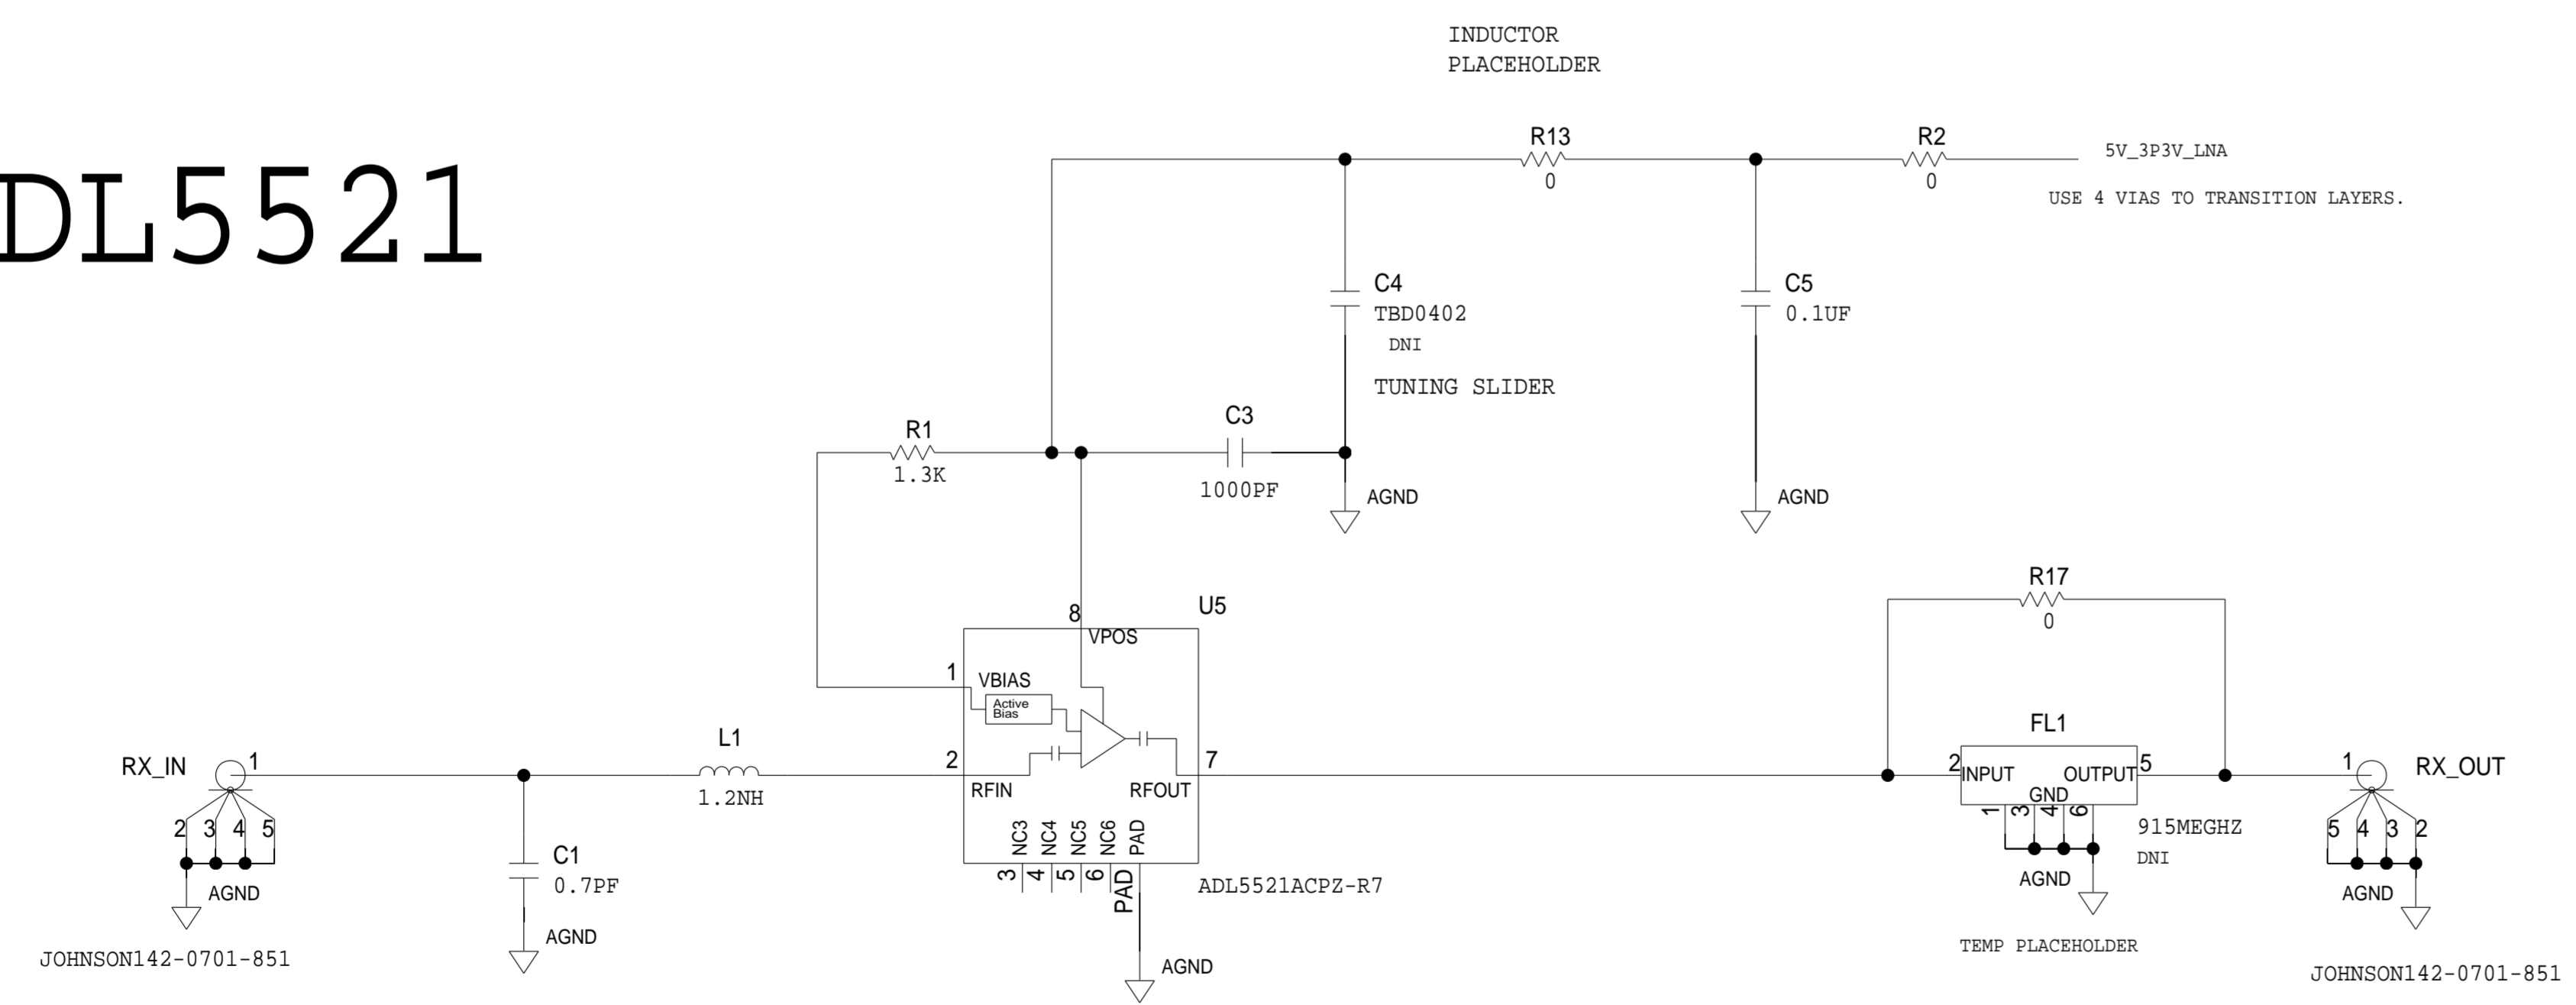 INDUCTOR
PLACEHOLDER
R13
0
R2
0
5V_3P3V_LNA
USE 4 VIAS TO TRANSITION LAYERS.
DL5521
C4
TBD0402
DNI
TUNING SLIDER
C5
0.1UF
R1
1.3K
C3
1000PF
AGND
AGND
R17
0
8
U5
VPOS
1
VBIAS
Active
Bias
RX_IN
1
L1
1.2NH
2
RFIN
7
RFOUT
FL1
2
INPUT
OUTPUT
5
GND
1
3
4
6
915MEGHZ
DNI
1
RX_OUT
2
3
4
5
AGND
C1
0.7PF
AGND
NC3
NC4
NC5
NC6
PAD
3
4
5
6
PAD
ADL5521ACPZ-R7
AGND
AGND
5
4
3
2
AGND
JOHNSON142-0701-851
TEMP PLACEHOLDER
JOHNSON142-0701-851